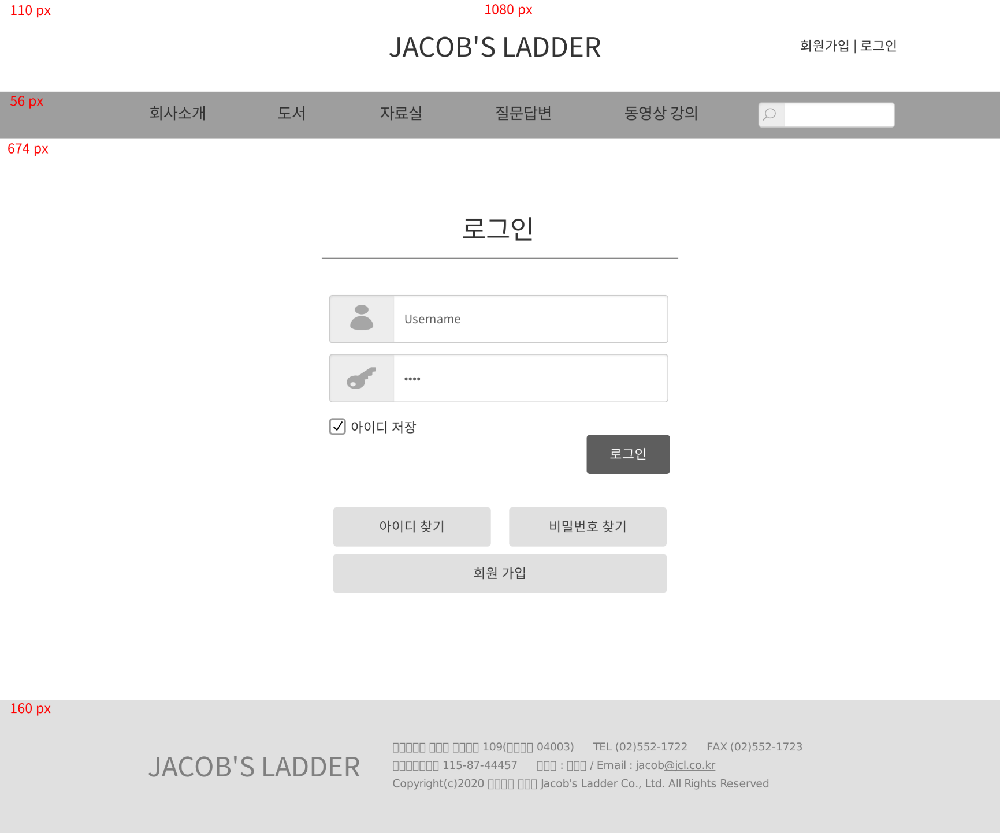 110 px
1080 px
JACOB'S LADDER
회원가입 | 로그인
56 px
회사소개 도서 자료실 질문답변 동영상 강의
674 px
로그인
Username
••••
아이디 저장
로그인
아이디 찾기 비밀번호 찾기
회원 가입
160 px
JACOB'S LADDER
109( 04003) TEL (02)552-1722 FAX (02)552-1723
115-87-44457 : / Email : jacob@jcl.co.kr
Copyright(c)2020 Jacob's Ladder Co., Ltd. All Rights Reserved